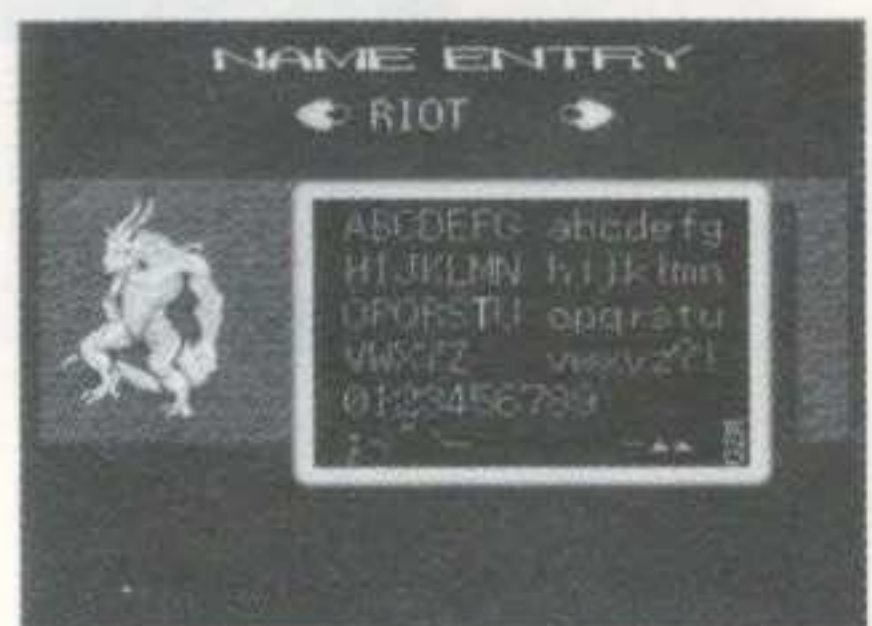 NAME ENTRY
RIOT
ABCDEFG abcdefg
HIJKLMN hijklmn
OPQRSTU opqrstu
VWXYZ vwxyz?!
0123456789